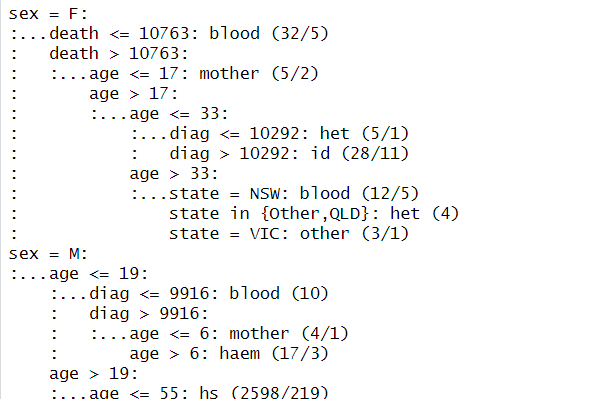 sex = F:
:...death <= 10763: blood (32/5)
:   death > 10763:
:   :...age <= 17: mother (5/2)
:       age > 17:
:       :...age <= 33:
:           :...diag <= 10292: het (5/1)
:           :   diag > 10292: id (28/11)
:           age > 33:
:           :...state = NSW: blood (12/5)
:               state in {Other,QLD}: het (4)
:               state = VIC: other (3/1)
sex = M:
:...age <= 19:
    :...diag <= 9916: blood (10)
    :   diag > 9916:
    :   :...age <= 6: mother (4/1)
    :       age > 6: haem (17/3)
    age > 19:
    :...age <= 55: hs (2598/219)